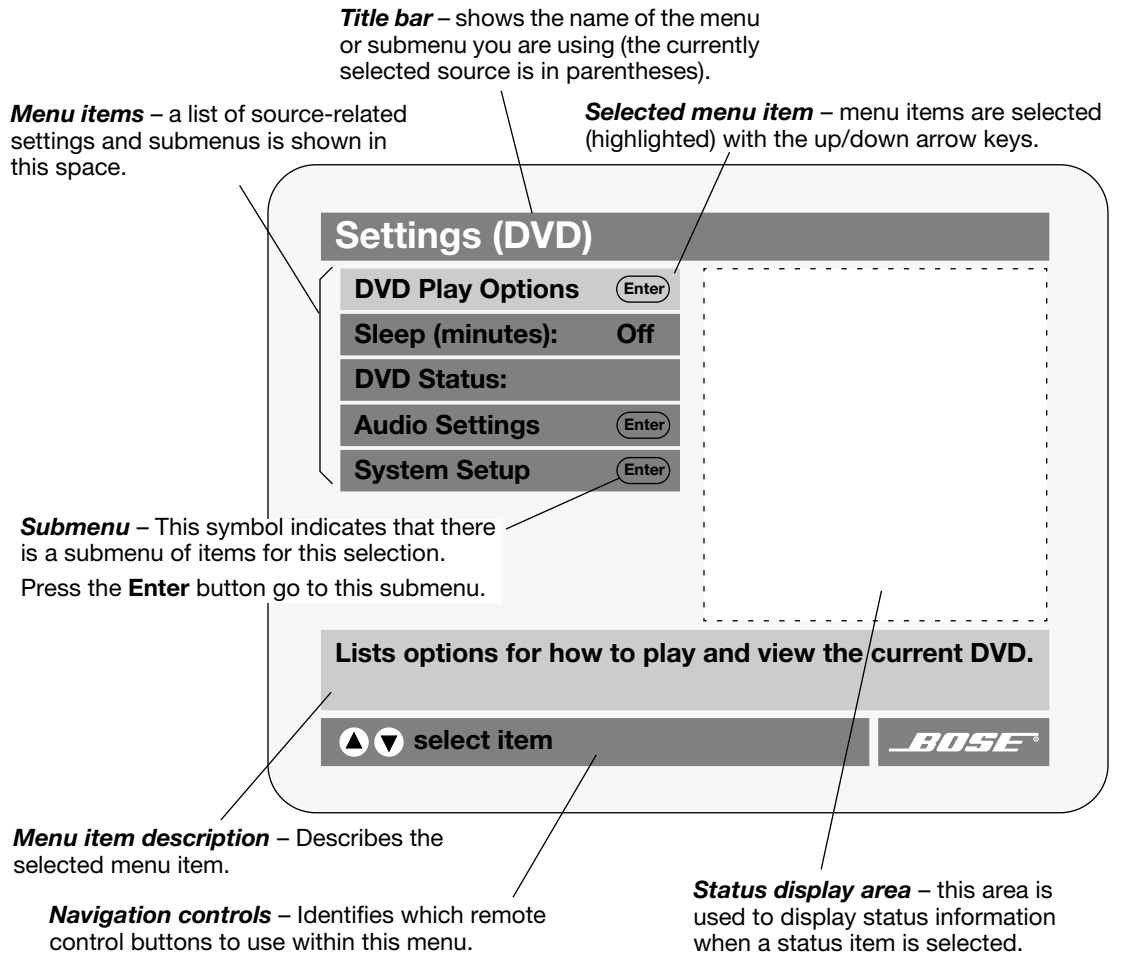 Title bar – shows the name of the menu
or submenu you are using (the currently
selected source is in parentheses).
Menu items – a list of source-related
settings and submenus is shown in
this space.
Selected menu item – menu items are selected
(highlighted) with the up/down arrow keys.
Settings (DVD)
DVD Play Options Enter
Sleep (minutes): Off
DVD Status:
Audio Settings Enter
System Setup Enter
Submenu – This symbol indicates that there
is a submenu of items for this selection.
Press the Enter button go to this submenu.
Lists options for how to play and view the current DVD.
select item
BOSE®
Menu item description – Describes the
selected menu item.
Navigation controls – Identifies which remote
control buttons to use within this menu.
Status display area – this area is
used to display status information
when a status item is selected.